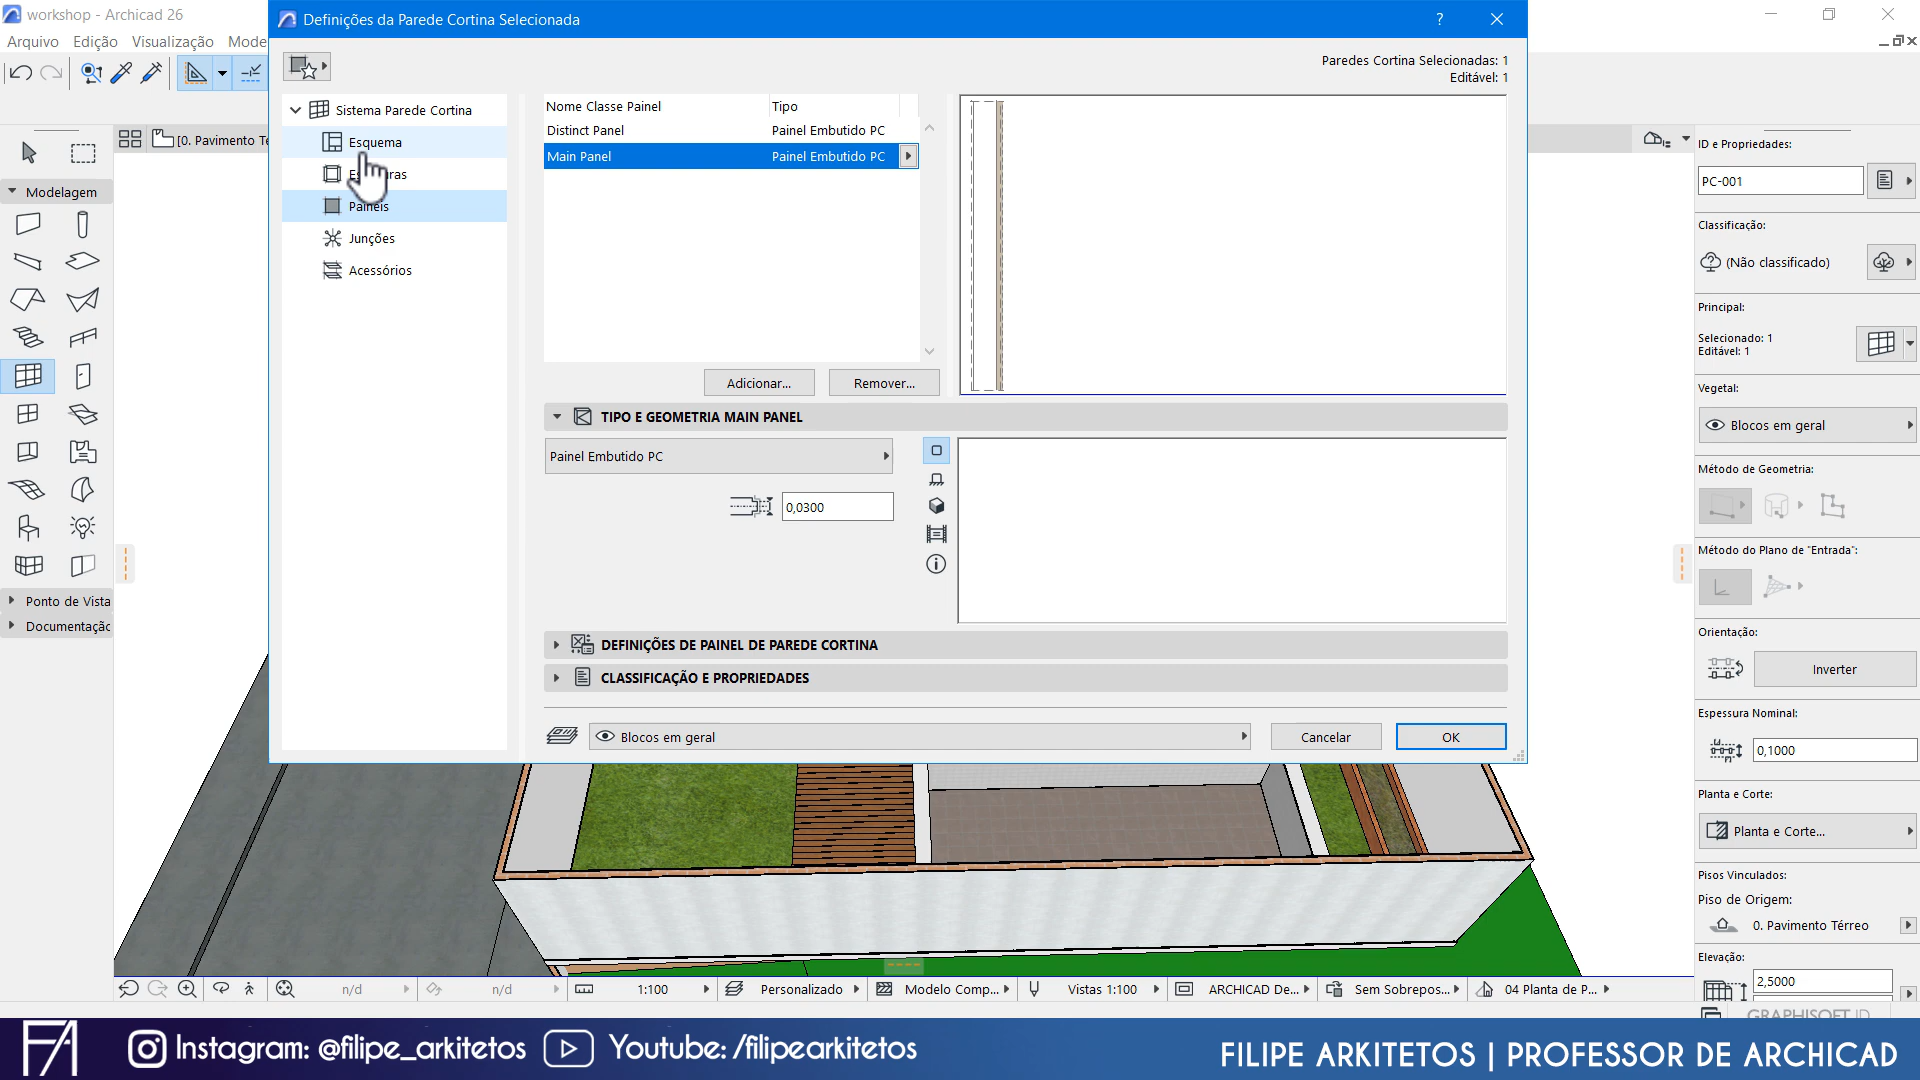 workshop - Archicad 26
Arquivo Edição Visualização Mode
[0. Pavimento Te
Modelagem
Ponto de Vista
Documentaçãc
Definições da Parede Cortina Selecionada
?
Paredes Cortina Selecionadas: 1
Editável: 1
Sistema Parede Cortina
Esquema
Painéis
Junções
Acessórios
Nome Classe Painel Tipo
Distinct Panel Painel Embutido PC
Main Panel Painel Embutido PC
Adicionar... Remover...
TIPO E GEOMETRIA MAIN PANEL
Painel Embutido PC
0,0300
DEFINIÇÕES DE PAINEL DE PAREDE CORTINA
CLASSIFICAÇÃO E PROPRIEDADES
Blocos em geral
Cancelar OK
ID e Propriedades:
PC-001
Classificação:
(Não classificado)
Principal:
Selecionado: 1
Editável: 1
Vegetal:
Blocos em geral
Método de Geometria:
Método do Plano de "Entrada":
Orientação:
Inverter
Espessura Nominal:
0,1000
Planta e Corte:
Planta e Corte...
Pisos Vinculados:
Piso de Origem:
0. Pavimento Térreo
Elevação:
2,5000
n/d n/d 1:100 Personalizado Modelo Comp... Vistas 1:100 ARCHICAD De... Sem Sobrepos... 04 Planta de P...
GRAPHISOFT ID
FA Instagram: @filipe_arkitetos Youtube: /filipearkitetos
FILIPE ARKITETOS | PROFESSOR DE ARCHICAD